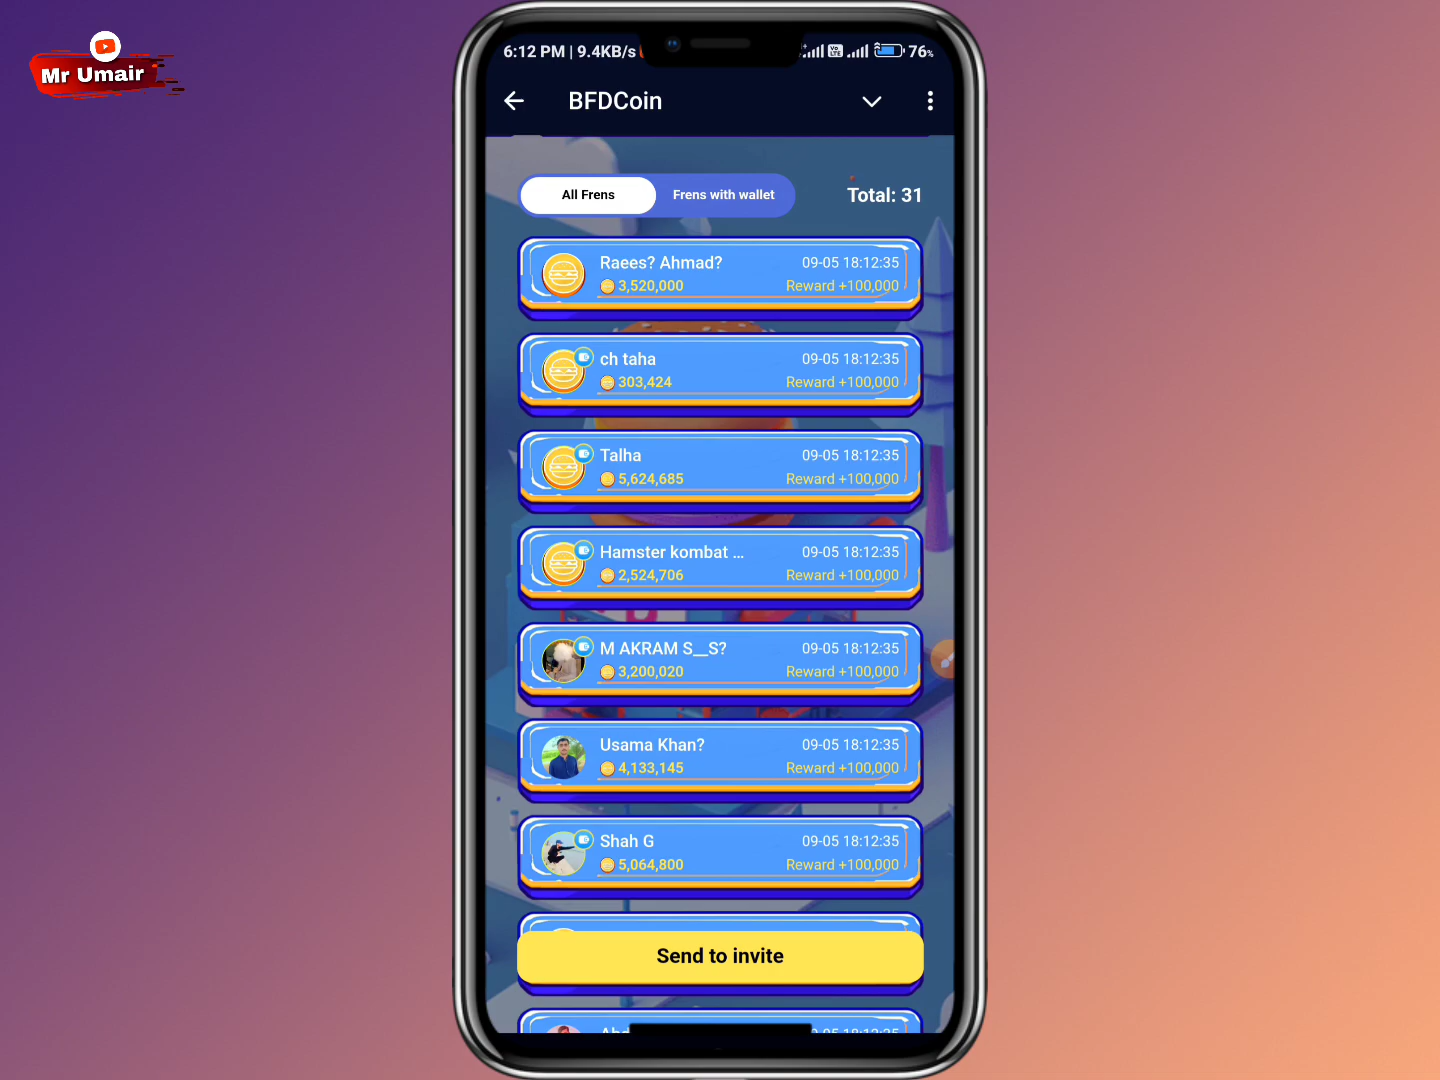 Mr Umair
6:12 PM | 9.4KB/s
Vo
LTE
76%
BFDCoin
All Frens
Frens with wallet
Total: 31
Raees? Ahmad?
09-05 18:12:35
3,520,000
Reward +100,000
ch taha
09-05 18:12:35
303,424
Reward +100,000
Talha
09-05 18:12:35
5,624,685
Reward +100,000
Hamster kombat ...
09-05 18:12:35
2,524,706
Reward +100,000
M AKRAM S__S?
09-05 18:12:35
3,200,020
Reward +100,000
Usama Khan?
09-05 18:12:35
4,133,145
Reward +100,000
Shah G
09-05 18:12:35
5,064,800
Reward +100,000
Send to invite